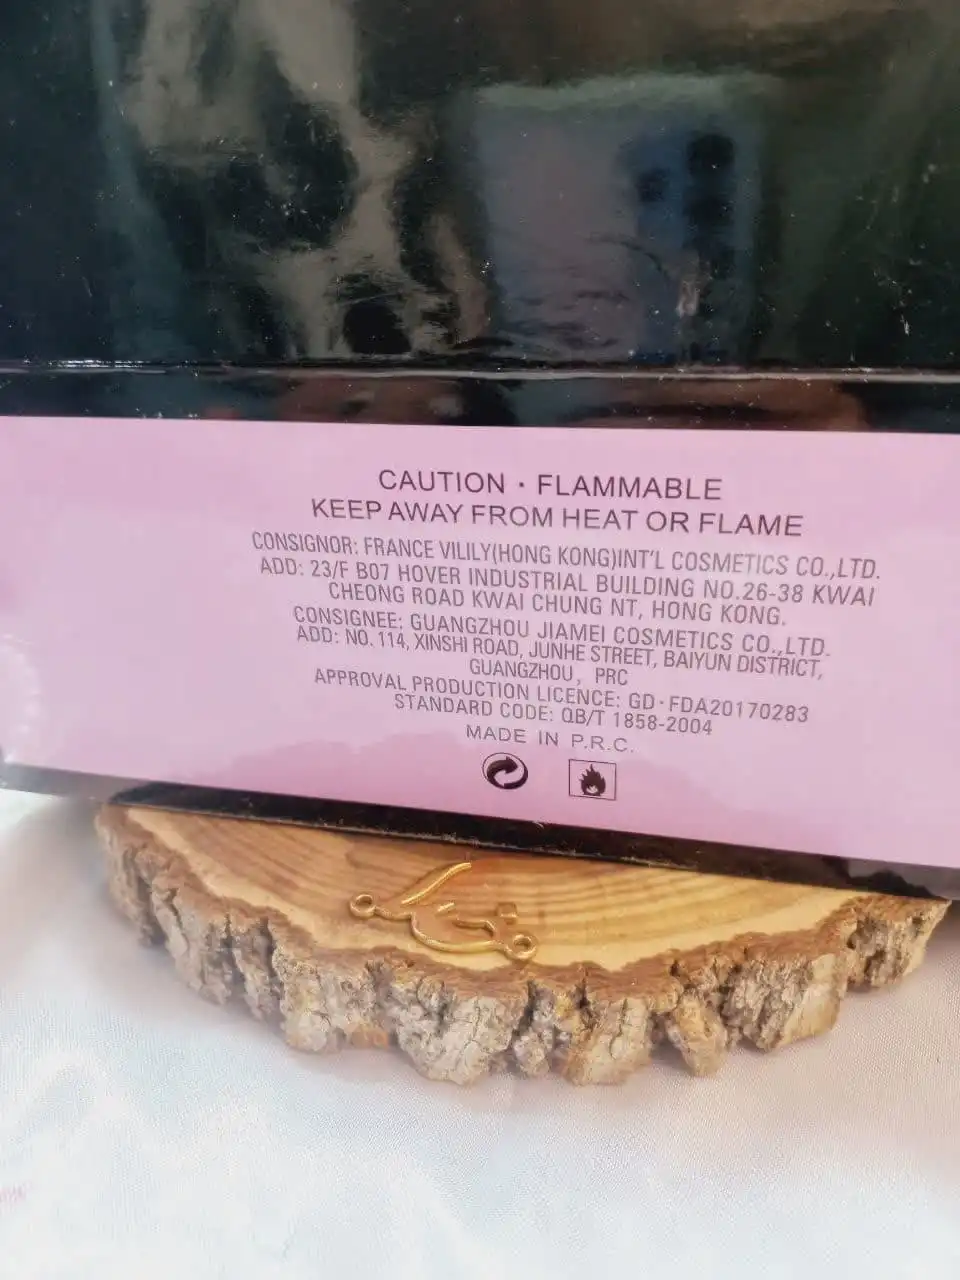 CAUTION · FLAMMABLE
KEEP AWAY FROM HEAT OR FLAME
CONSIGNOR: FRANCE VILILY(HONG KONG)INT'L COSMETICS CO.,LTD.
ADD: 23/F B07 HOVER INDUSTRIAL BUILDING NO.26-38 KWAI
CHEONG ROAD KWAI CHUNG NT, HONG KONG.
CONSIGNEE: GUANGZHOU JIAMEI COSMETICS CO.,LTD.
ADD: NO. 114, XINSHI ROAD, JUNHE STREET, BAIYUN DISTRICT,
GUANGZHOU, PRC
APPROVAL PRODUCTION LICENCE: GD·FDA20170283
STANDARD CODE: QB/T 1858-2004
MADE IN P.R.C.